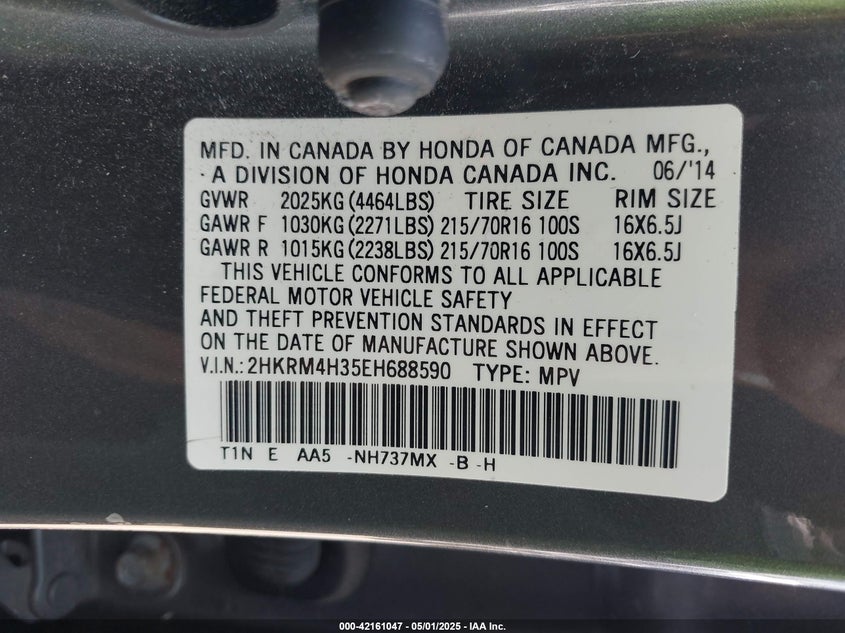 MFD. IN CANADA BY HONDA OF CANADA MFG.,
A DIVISION OF HONDA CANADA INC. 06/'14
GVWR 2025KG (4464LBS) TIRE SIZE RIM SIZE
GAWR F 1030KG (2271LBS) 215/70R16 100S 16X6.5J
GAWR R 1015KG (2238LBS) 215/70R16 100S 16X6.5J
THIS VEHICLE CONFORMS TO ALL APPLICABLE
FEDERAL MOTOR VEHICLE SAFETY
AND THEFT PREVENTION STANDARDS IN EFFECT
ON THE DATE OF MANUFACTURE SHOWN ABOVE.
V.I.N.: 2HKRM4H35EH688590 TYPE: MPV
T1N E AA5 -NH737MX -B -H
000-42161047 - 05/01/2025 - IAA Inc.